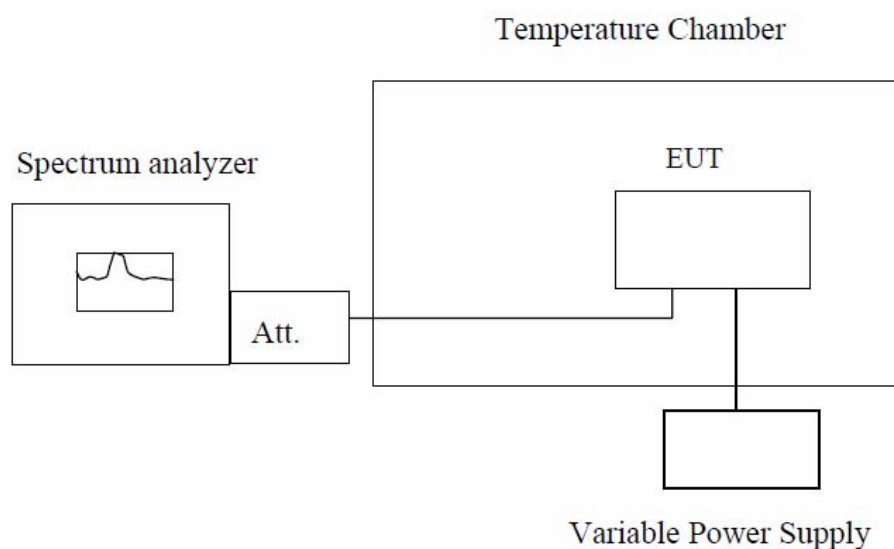 Temperature Chamber
Spectrum analyzer
EUT
Att.
Variable Power Supply